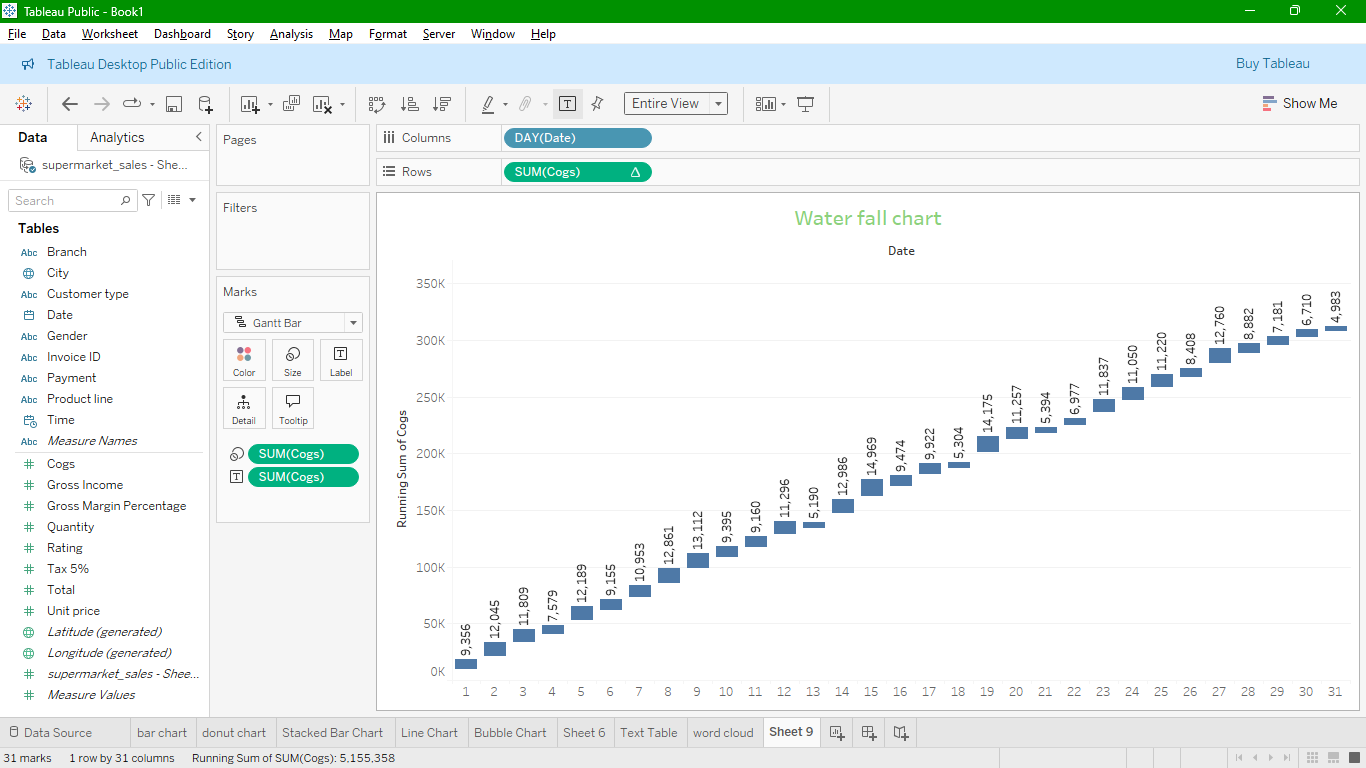 Tableau Public - Book1
File Data Worksheet Dashboard Story Analysis Map Format Server Window Help
Tableau Desktop Public Edition
Buy Tableau
Entire View
Show Me
Data
Analytics
supermarket_sales - She...
Search
Tables
Abc Branch
City
Abc Customer type
Date
Abc Gender
Abc Invoice ID
Abc Payment
Abc Product line
Time
Abc Measure Names
Cogs
Gross Income
Gross Margin Percentage
Quantity
Rating
Tax 5%
Total
Unit price
Latitude (generated)
Longitude (generated)
supermarket_sales - Shee...
Measure Values
Pages
Filters
Marks
Gantt Bar
Color Size Label
Detail Tooltip
SUM(Cogs)
SUM(Cogs)
Columns DAY(Date)
Rows SUM(Cogs)
Water fall chart
Date
Running Sum of Cogs
350K
300K
250K
200K
150K
100K
50K
0K
9,356
12,045
11,809
7,579
12,189
9,155
10,953
12,861
13,112
9,395
9,160
11,296
5,190
12,986
14,969
9,474
9,922
5,304
14,175
11,257
5,394
6,977
11,837
11,050
11,220
8,408
12,760
8,882
7,181
6,710
4,983
1 2 3 4 5 6 7 8 9 10 11 12 13 14 15 16 17 18 19 20 21 22 23 24 25 26 27 28 29 30 31
Data Source bar chart donut chart Stacked Bar Chart Line Chart Bubble Chart Sheet 6 Text Table word cloud Sheet 9
31 marks 1 row by 31 columns Running Sum of SUM(Cogs): 5,155,358